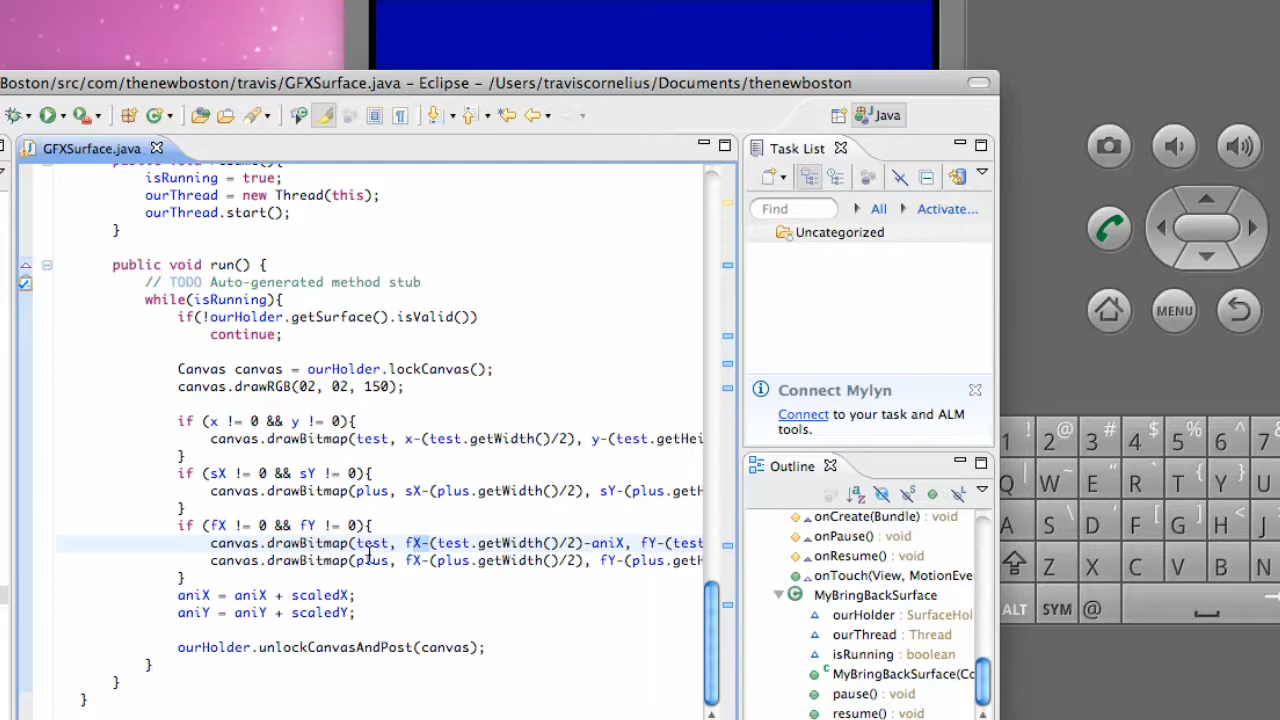 Boston/src/com/thenewboston/travis/GFXSurface.java - Eclipse - /Users/traviscornelius/Documents/thenewboston
Java
GFXSurface.java
isRunning = true;
ourThread = new Thread(this);
ourThread.start();
}
public void run() {
// TODO Auto-generated method stub
while(isRunning){
if(!ourHolder.getSurface().isValid())
continue;
Canvas canvas = ourHolder.lockCanvas();
canvas.drawRGB(02, 02, 150);
if (x != 0 && y != 0){
canvas.drawBitmap(test, x-(test.getWidth()/2), y-(test.getHei
}
if (sX != 0 && sY != 0){
canvas.drawBitmap(plus, sX-(plus.getWidth()/2), sY-(plus.getH
}
if (fX != 0 && fY != 0){
canvas.drawBitmap(test, fX-(test.getWidth()/2)-aniX, fY-(test
canvas.drawBitmap(plus, fX-(plus.getWidth()/2), fY-(plus.getH
}
aniX = aniX + scaledX;
aniY = aniY + scaledY;
ourHolder.unlockCanvasAndPost(canvas);
}
}
}
Task List
Find
All
Activate...
Uncategorized
Connect Mylyn
Connect to your task and ALM
tools.
Outline
onCreate(Bundle) : void
onPause() : void
onResume() : void
onTouch(View, MotionEve
MyBringBackSurface
ourHolder : SurfaceHol
ourThread : Thread
isRunning : boolean
MyBringBackSurface(Co
pause() : void
resume() : void
MENU
1 ! 2 @ 3 # 4 $ 5 % 6 ^ 7 &
Q W ~ E R T Y U
A S D F [ G ] H
Z X C V B N
ALT SYM @